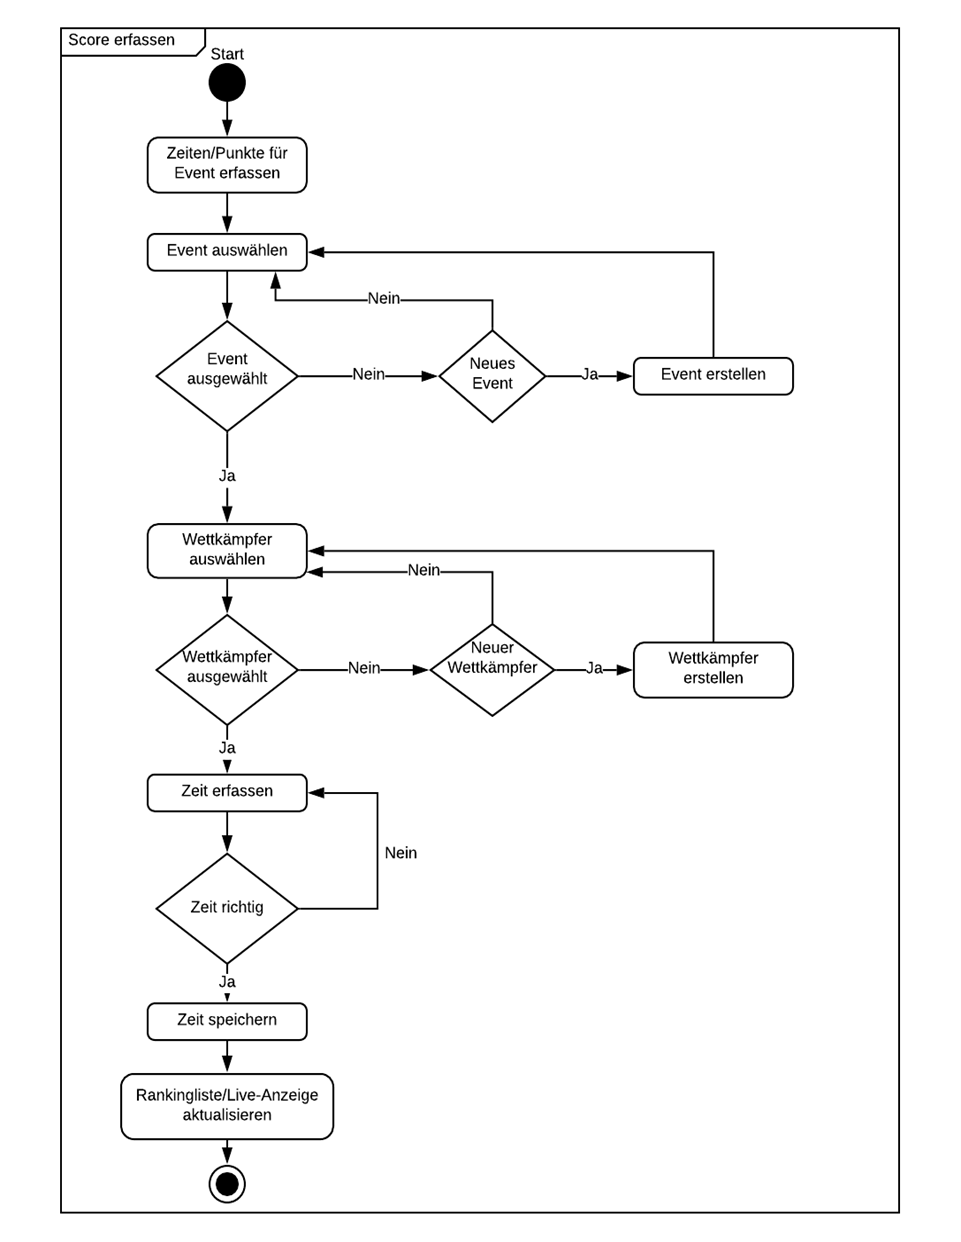 Score erfassen
Start
Zeiten/Punkte für
Event erfassen
Event auswählen
Nein
Event
ausgewählt
Nein
Neues
Event
Ja
Event erstellen
Ja
Wettkämpfer
auswählen
Nein
Wettkämpfer
ausgewählt
Nein
Neuer
Wettkämpfer
Ja
Wettkämpfer
erstellen
Ja
Zeit erfassen
Nein
Zeit richtig
Ja
Zeit speichern
Rankingliste/Live-Anzeige
aktualisieren